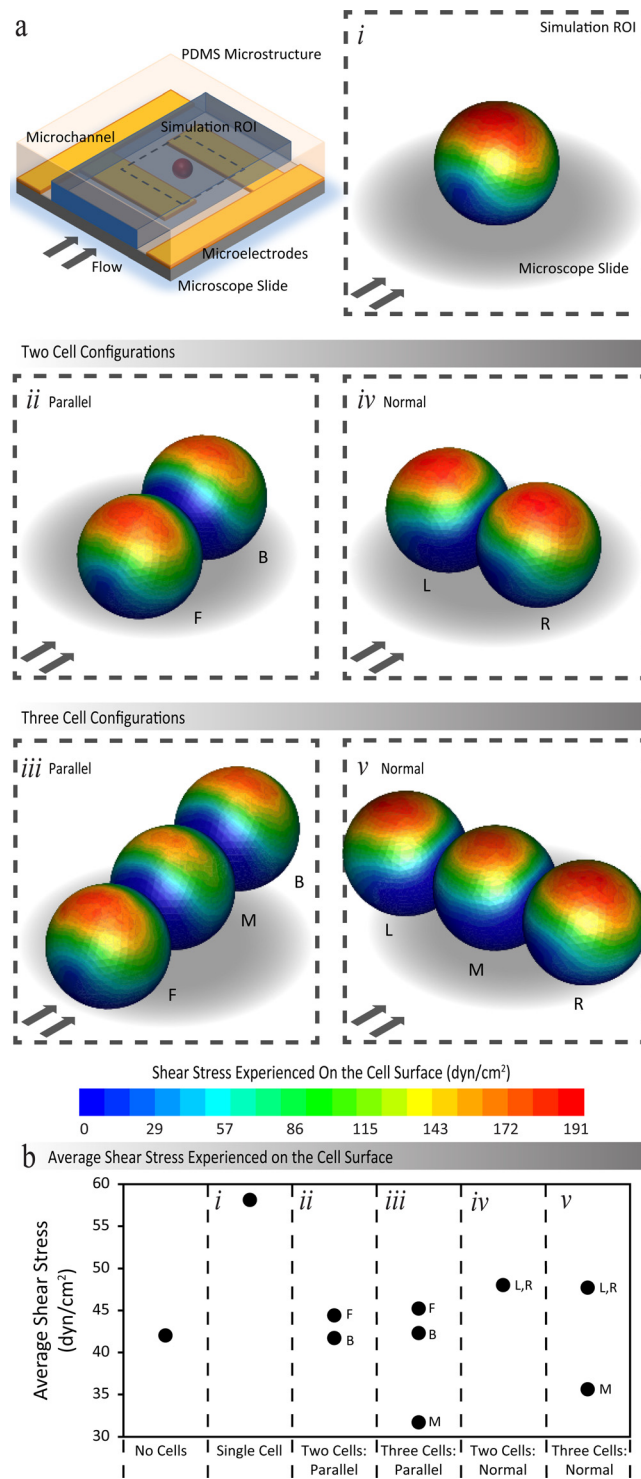 a
PDMS Microstructure
Microchannel
Simulation ROI
Flow
Microelectrodes
Microscope Slide
i
Simulation ROI
Microscope Slide
Two Cell Configurations
ii Parallel
B
F
iv Normal
L
R
Three Cell Configurations
iii Parallel
B
M
F
v Normal
L
M
R
Shear Stress Experienced On the Cell Surface (dyn/cm²)
0 29 57 86 115 143 172 191
b Average Shear Stress Experienced on the Cell Surface
Average Shear Stress
(dyn/cm²)
60
55
50
45
40
35
30
i ii iii iv v
F
B
F
B
M
L,R
L,R
M
No Cells
Single Cell
Two Cells:
Parallel
Three Cells:
Parallel
Two Cells:
Normal
Three Cells:
Normal